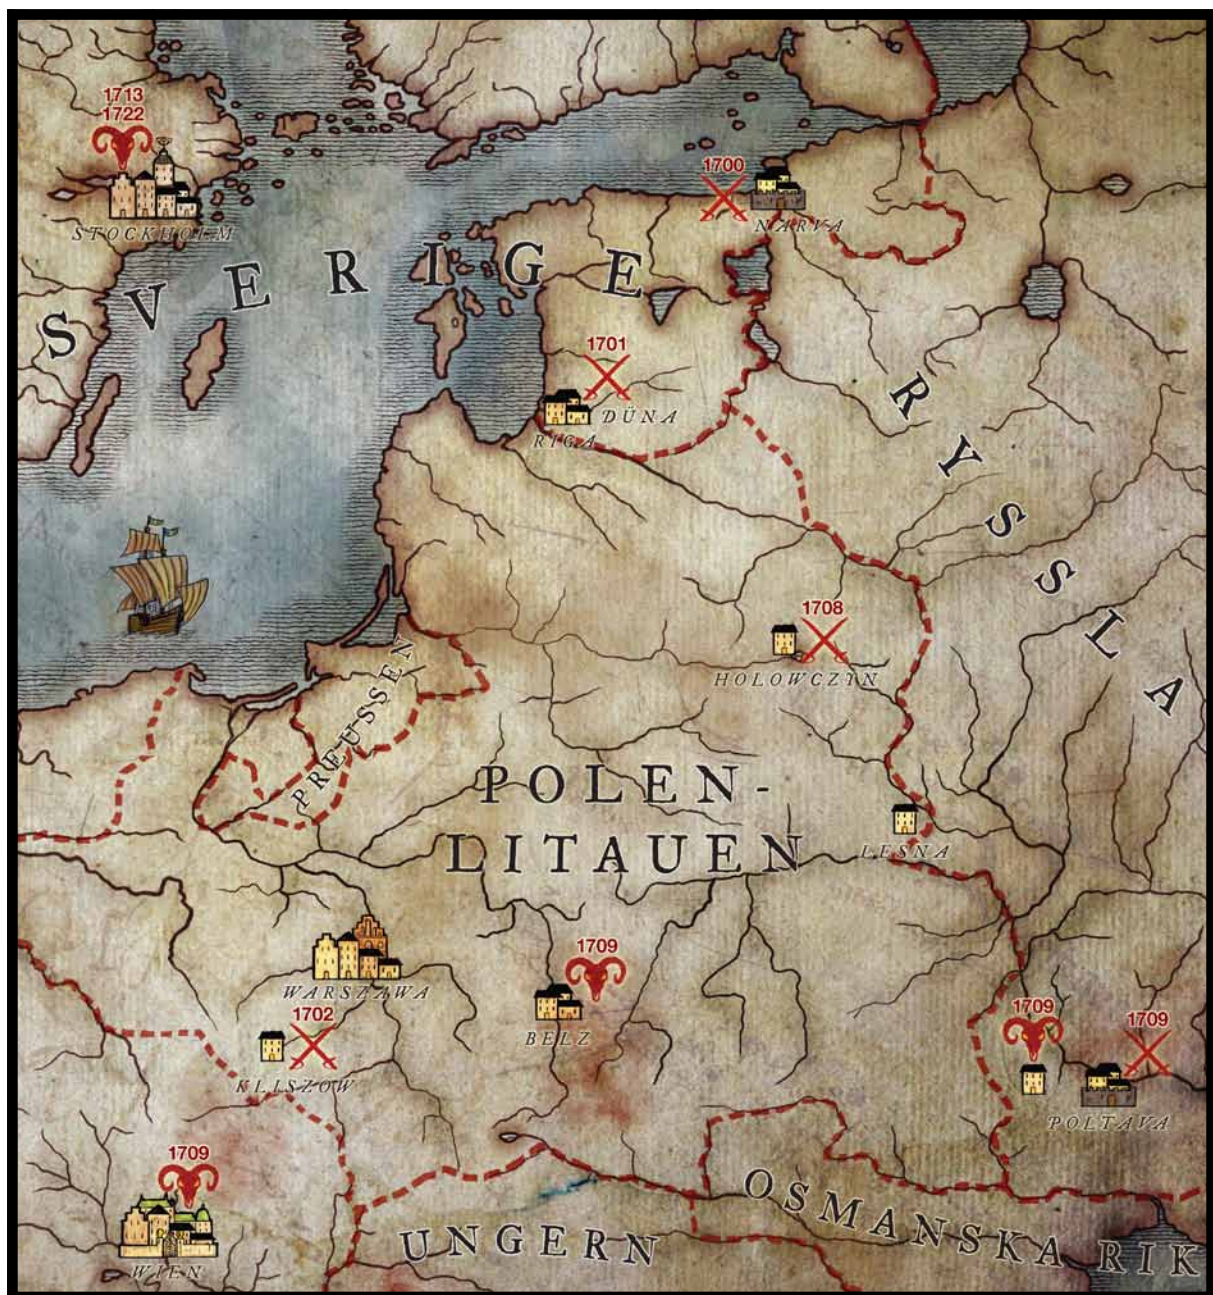 1713
1722
STOCKHOLM
1700
NARVA
SVERIGE
1701
DÜNA
RIGA
RYSSLA
1708
HOLOWCZYN
PREUSSEN
POLEN-
LITAUEN
LESNA
WARSZAWA
1702
KLISZOW
1709
BELZ
1709
1709
POLTAVA
1709
WIEN
UNGERN
OSMANSKA RIK